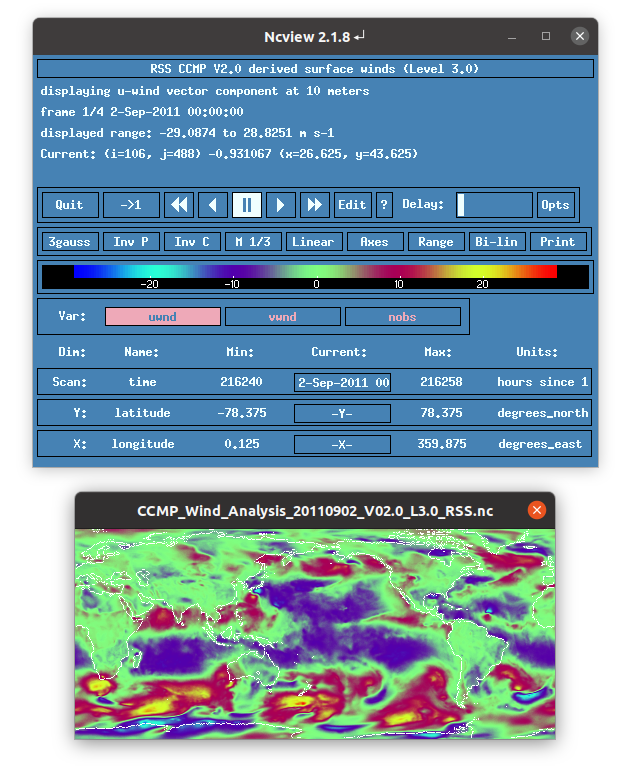 Ncview 2.1.8
RSS CCMP V2.0 derived surface winds (Level 3.0)
displaying u-wind vector component at 10 meters
frame 1/4 2-Sep-2011 00:00:00
displayed range: -29.0874 to 28.8251 m s-1
Current: (i=106, j=488) -0.931067 (x=26.625, y=43.625)
Quit ->1 Edit ? Delay: Opts
3gauss Inv P Inv C M 1/3 Linear Axes Range Bi-lin Print
-20 -10 0 10 20
Var: uwnd vwnd nobs
Dim: Name: Min: Current: Max: Units:
Scan: time 216240 2-Sep-2011 00 216258 hours since 1
Y: latitude -78.375 -Y- 78.375 degrees_north
X: longitude 0.125 -X- 359.875 degrees_east
CCMP_Wind_Analysis_20110902_V02.0_L3.0_RSS.nc